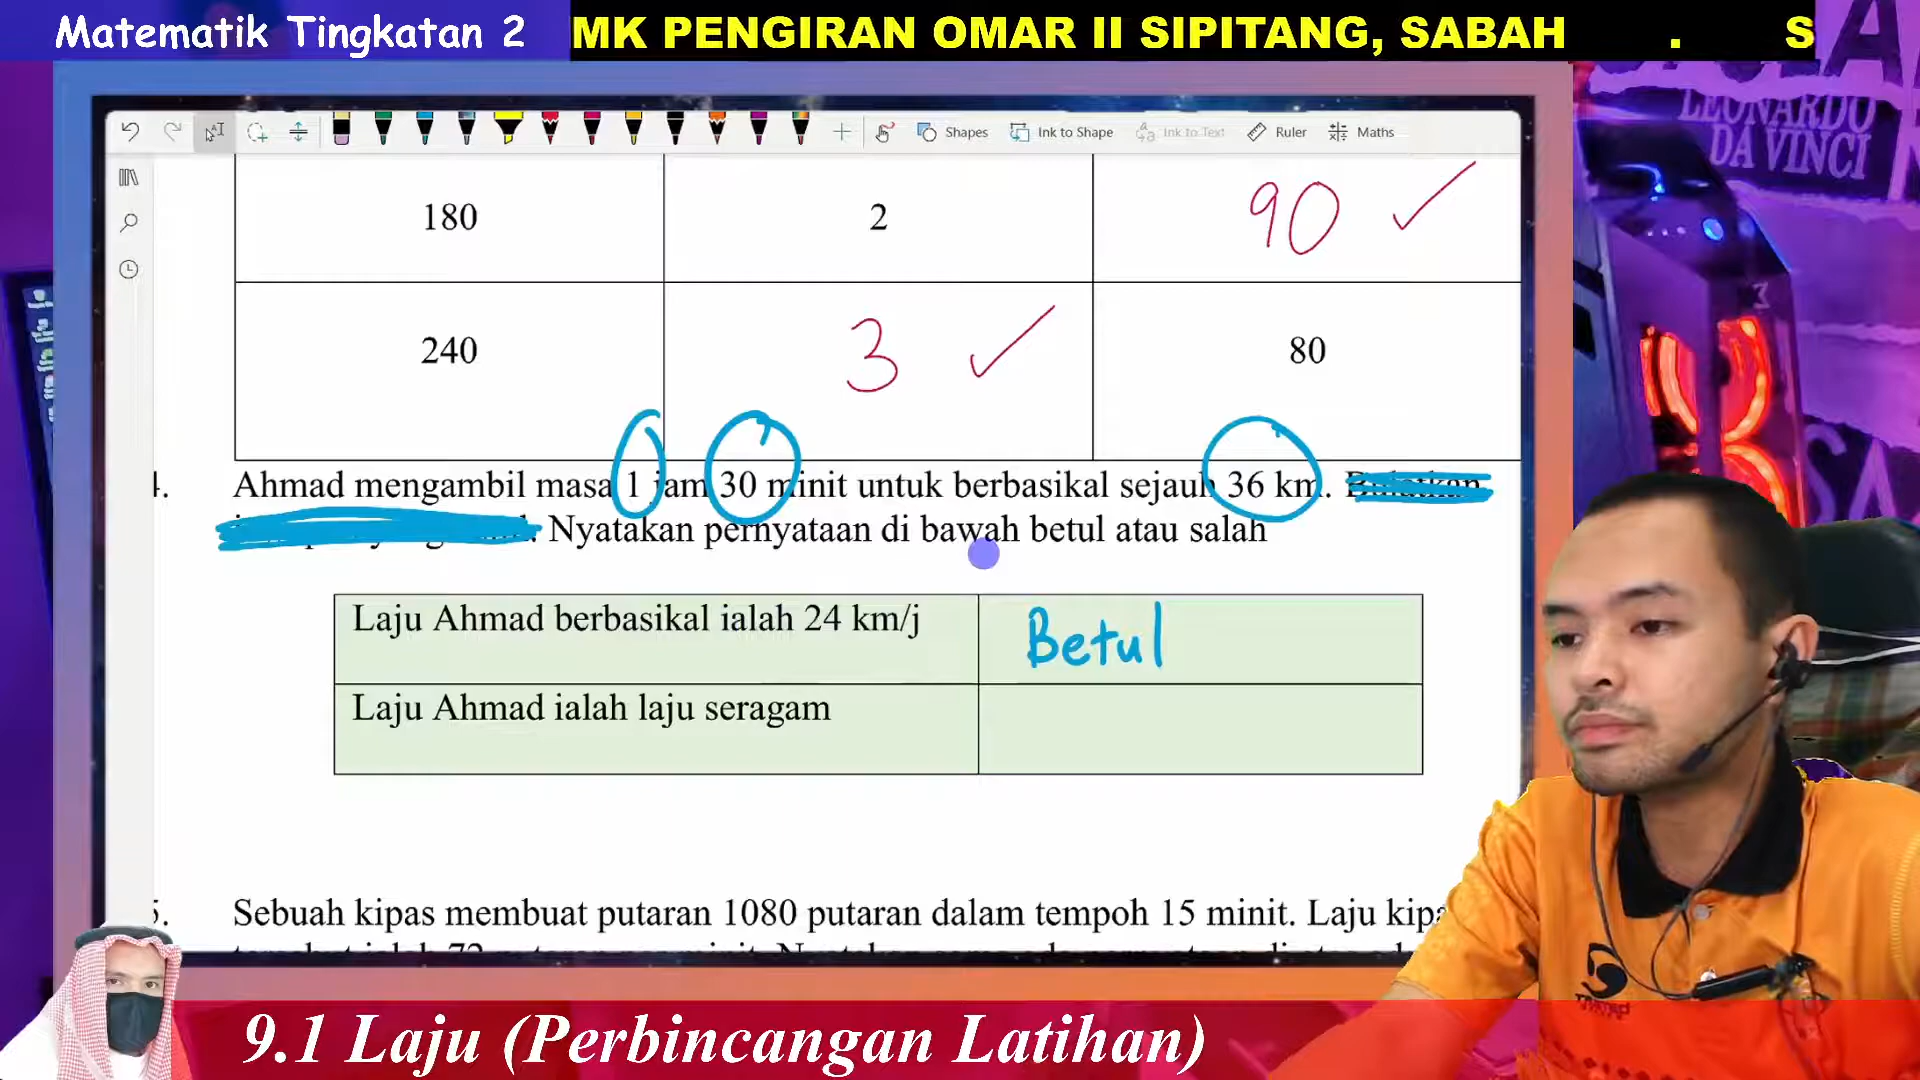 Matematik Tingkatan 2
MK PENGIRAN OMAR II SIPITANG, SABAH . S
LEONARDO
DA VINCI
Shapes Ink to Shape Ink to Text Ruler Maths
180 2 90 ✓
240 3 ✓ 80
4. Ahmad mengambil masa 1 jam 30 minit untuk berbasikal sejauh 36 km. Bulatkan
Nyatakan pernyataan di bawah betul atau salah
Laju Ahmad berbasikal ialah 24 km/j Betul
Laju Ahmad ialah laju seragam
5. Sebuah kipas membuat putaran 1080 putaran dalam tempoh 15 minit. Laju
9.1 Laju (Perbincangan Latihan)